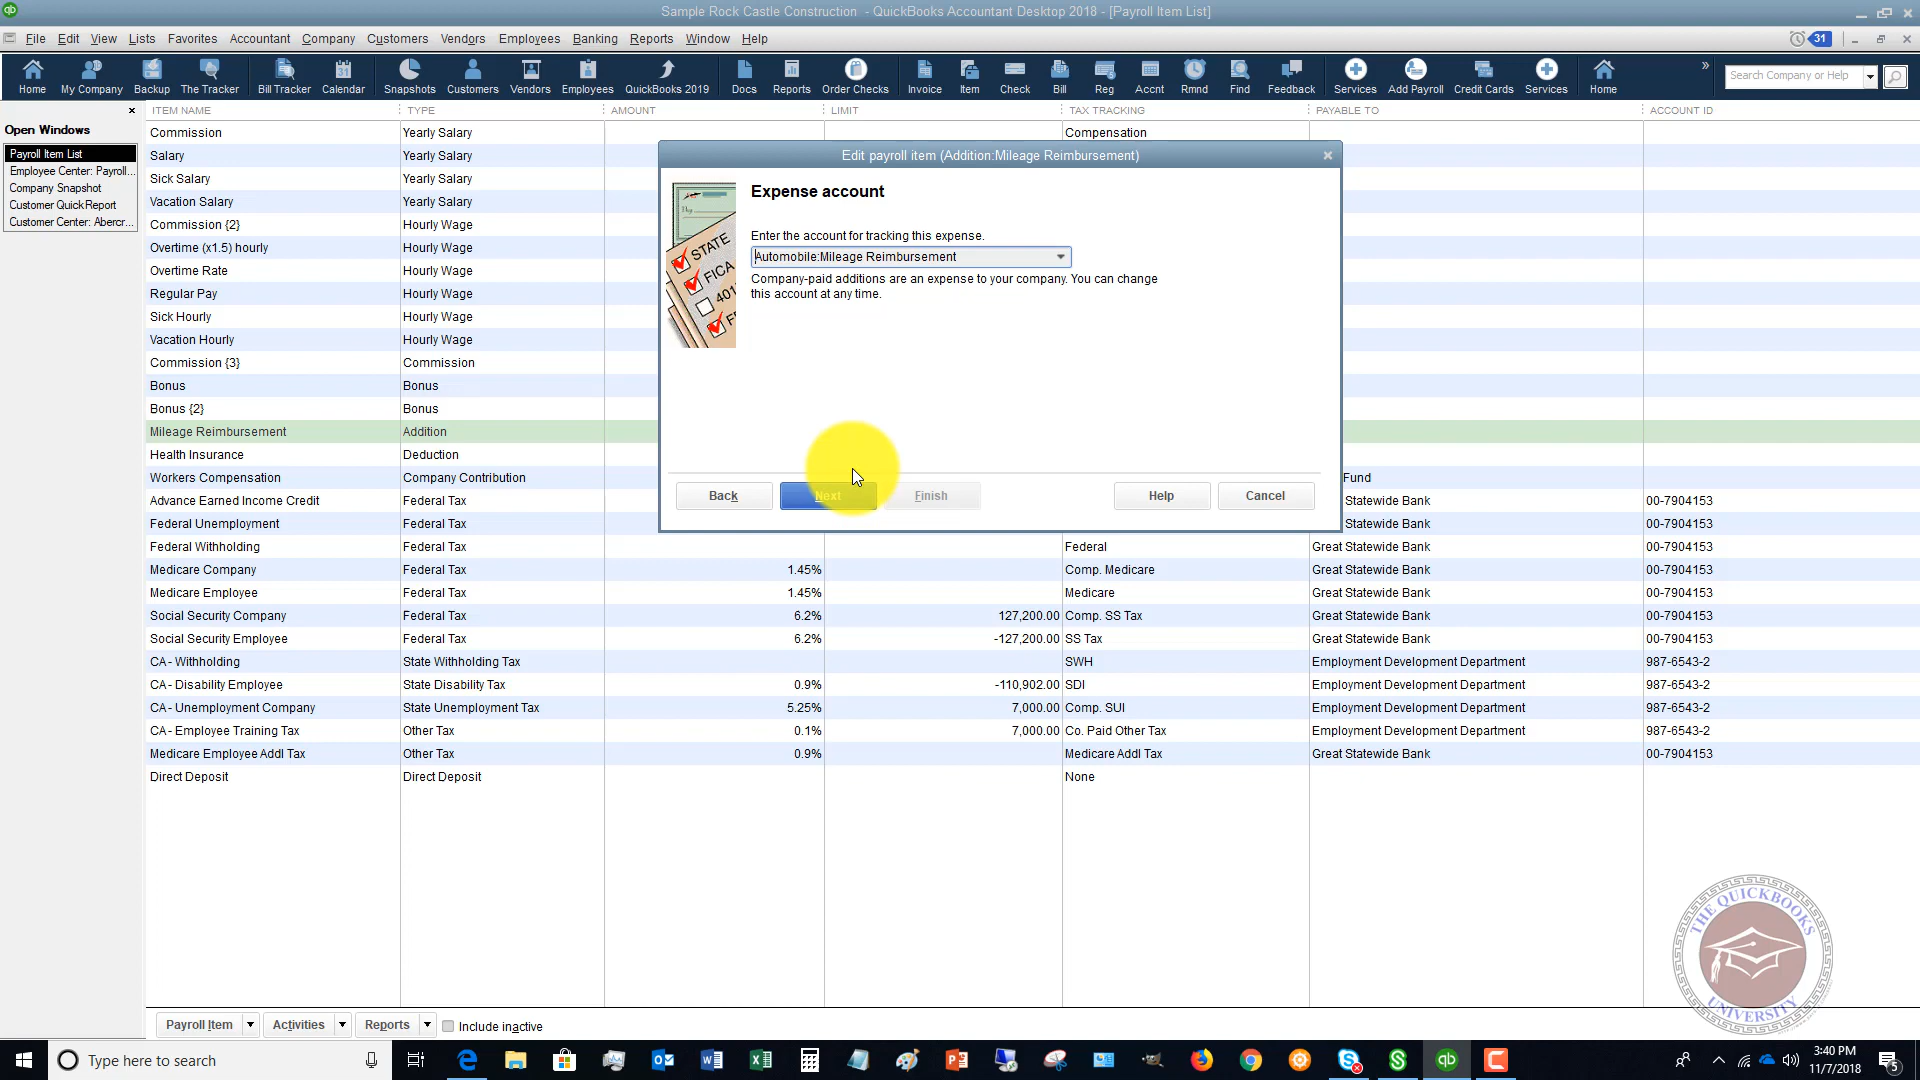 Sample Rock Castle Construction - QuickBooks Accountant Desktop 2018 - [Payroll Item List]
File Edit View Lists Favorites Accountant Company Customers Vendors Employees Banking Reports Window Help
31
Home My Company Backup The Tracker Bill Tracker Calendar Snapshots Customers Vendors Employees QuickBooks 2019 Docs Reports Order Checks Invoice Item Check Bill Reg Accnt Rmnd Find Feedback Services Add Payroll Credit Cards Services Home
Search Company or Help
Open Windows
Payroll Item List
Employee Center: Payroll...
Company Snapshot
Customer QuickReport
Customer Center: Abercr...
ITEM NAME TYPE AMOUNT LIMIT TAX TRACKING PAYABLE TO ACCOUNT ID
Commission Yearly Salary Compensation
Salary Yearly Salary
Sick Salary Yearly Salary
Vacation Salary Yearly Salary
Commission {2} Hourly Wage
Overtime (x1.5) hourly Hourly Wage
Overtime Rate Hourly Wage
Regular Pay Hourly Wage
Sick Hourly Hourly Wage
Vacation Hourly Hourly Wage
Commission {3} Commission
Bonus Bonus
Bonus {2} Bonus
Mileage Reimbursement Addition
Health Insurance Deduction
Workers Compensation Company Contribution Fund
Advance Earned Income Credit Federal Tax Statewide Bank 00-7904153
Federal Unemployment Federal Tax Statewide Bank 00-7904153
Federal Withholding Federal Tax Federal Great Statewide Bank 00-7904153
Medicare Company Federal Tax 1.45% Comp. Medicare Great Statewide Bank 00-7904153
Medicare Employee Federal Tax 1.45% Medicare Great Statewide Bank 00-7904153
Social Security Company Federal Tax 6.2% 127,200.00 Comp. SS Tax Great Statewide Bank 00-7904153
Social Security Employee Federal Tax 6.2% -127,200.00 SS Tax Great Statewide Bank 00-7904153
CA - Withholding State Withholding Tax SWH Employment Development Department 987-6543-2
CA - Disability Employee State Disability Tax 0.9% -110,902.00 SDI Employment Development Department 987-6543-2
CA - Unemployment Company State Unemployment Tax 5.25% 7,000.00 Comp. SUI Employment Development Department 987-6543-2
CA - Employee Training Tax Other Tax 0.1% 7,000.00 Co. Paid Other Tax Employment Development Department 987-6543-2
Medicare Employee Addl Tax Other Tax 0.9% Medicare Addl Tax Great Statewide Bank 00-7904153
Direct Deposit Direct Deposit None
Edit payroll item (Addition:Mileage Reimbursement)
STATE
FICA
401
Expense account
Enter the account for tracking this expense.
Automobile:Mileage Reimbursement
Company-paid additions are an expense to your company. You can change
this account at any time.
Back Next Finish Help Cancel
THE QUICKBOOKS
UNIVERSITY
Payroll Item Activities Reports Include inactive
Type here to search
3:40 PM
11/7/2018
5